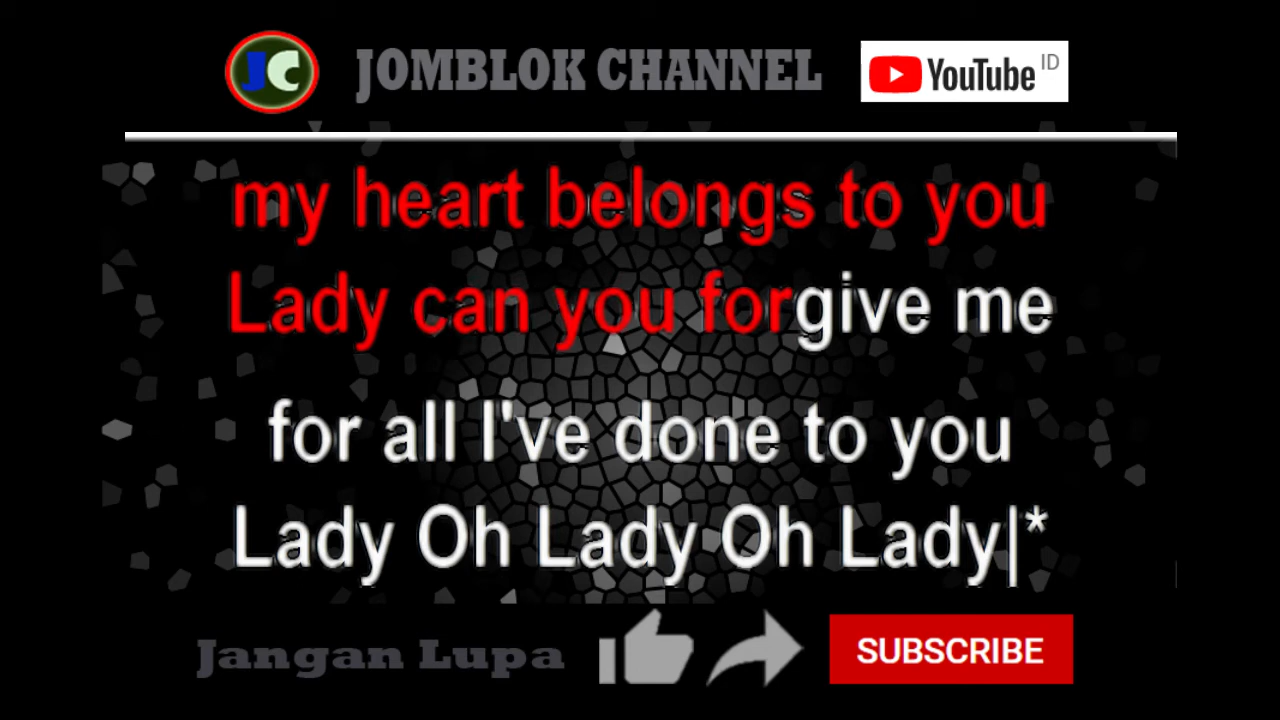 JC JOMBLOK CHANNEL YouTube ID
my heart belongs to you
Lady can you forgive me
for all I've done to you
Lady Oh Lady Oh Lady|*
Jangan Lupa SUBSCRIBE